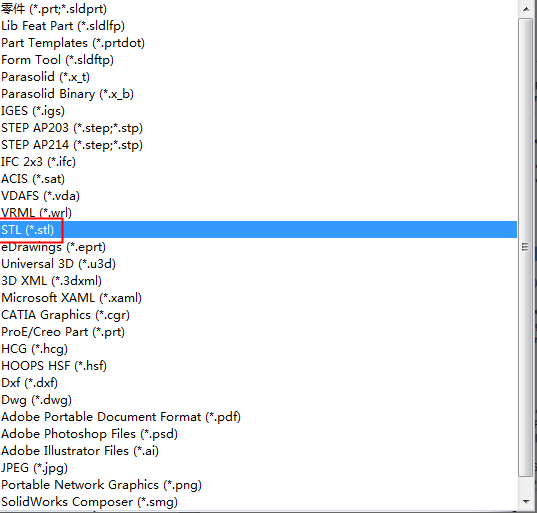 零件 (*.prt;*.sldprt)
Lib Feat Part (*.sldlfp)
Part Templates (*.prtdot)
Form Tool (*.sldftp)
Parasolid (*.x_t)
Parasolid Binary (*.x_b)
IGES (*.igs)
STEP AP203 (*.step;*.stp)
STEP AP214 (*.step;*.stp)
IFC 2x3 (*.ifc)
ACIS (*.sat)
VDAFS (*.vda)
VRML (*.wrl)
STL (*.stl)
eDrawings (*.eprt)
Universal 3D (*.u3d)
3D XML (*.3dxml)
Microsoft XAML (*.xaml)
CATIA Graphics (*.cgr)
ProE/Creo Part (*.prt)
HCG (*.hcg)
HOOPS HSF (*.hsf)
Dxf (*.dxf)
Dwg (*.dwg)
Adobe Portable Document Format (*.pdf)
Adobe Photoshop Files (*.psd)
Adobe Illustrator Files (*.ai)
JPEG (*.jpg)
Portable Network Graphics (*.png)
SolidWorks Composer (*.smg)